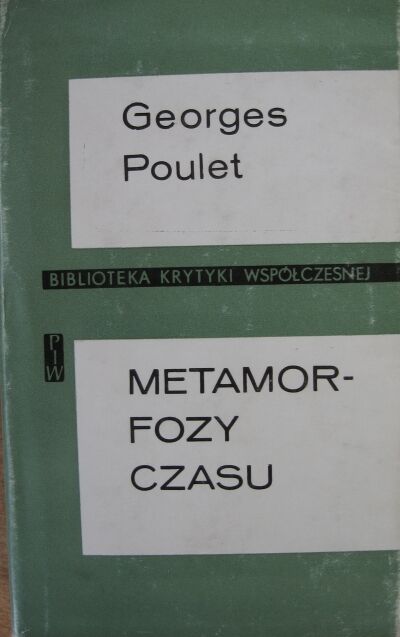 Georges
Poulet
BIBLIOTEKA KRYTYKI WSPÓŁCZESNEJ
PIW
METAMOR-
FOZY
CZASU